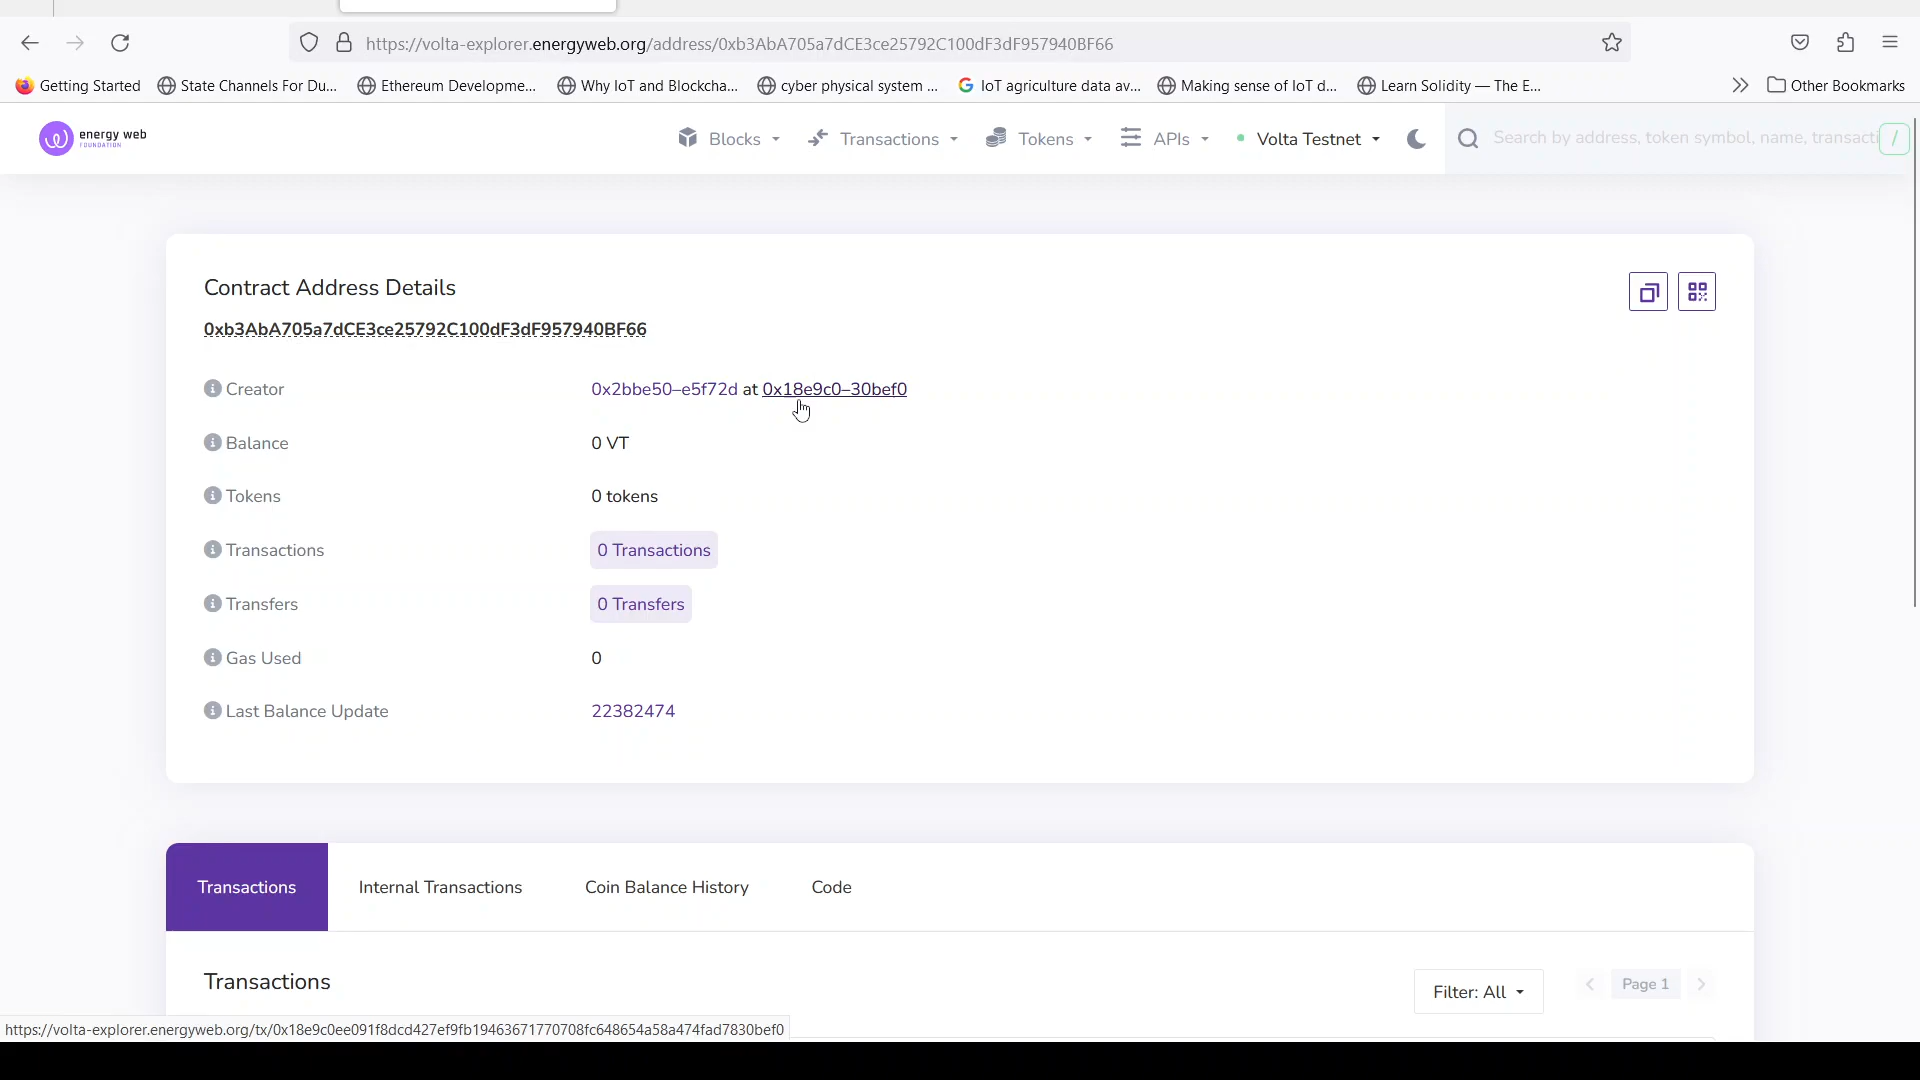 https://volta-explorer.energyweb.org/address/0xb3AbA705a7dCE3ce25792C100dF3dF957940BF66
Getting Started State Channels For Du... Ethereum Developme... Why IoT and Blockcha... cyber physical system ... IoT agriculture data av... Making sense of IoT d... Learn Solidity — The E... Other Bookmarks
energy web
FOUNDATION
Blocks Transactions Tokens APIs Volta Testnet Search by address, token symbol, name, transacti /
Contract Address Details
0xb3AbA705a7dCE3ce25792C100dF3dF957940BF66
Creator 0x2bbe50–e5f72d at 0x18e9c0–30bef0
Balance 0 VT
Tokens 0 tokens
Transactions 0 Transactions
Transfers 0 Transfers
Gas Used 0
Last Balance Update 22382474
Transactions Internal Transactions Coin Balance History Code
Transactions Filter: All Page 1
https://volta-explorer.energyweb.org/tx/0x18e9c0ee091f8dcd427ef9fb19463671770708fc648654a58a474fad7830bef0